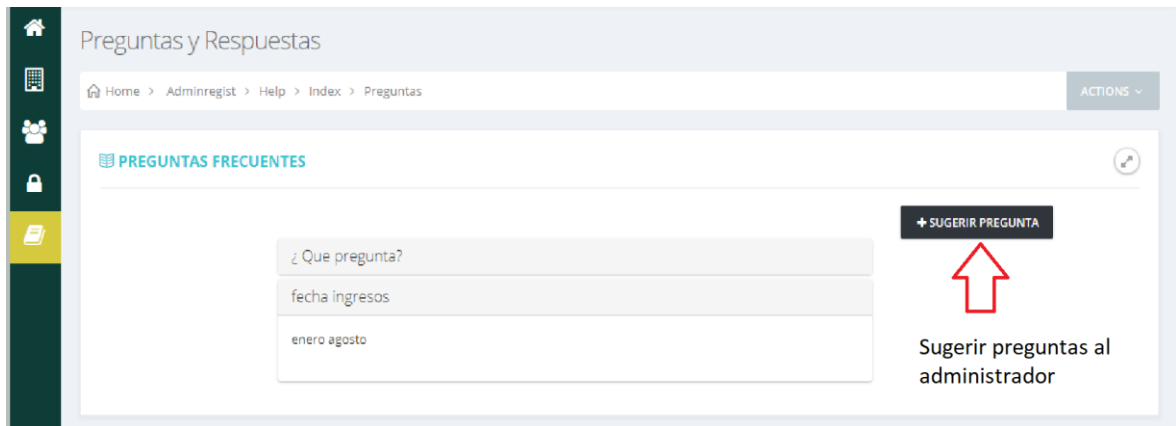 Preguntas y Respuestas
Home > Adminregist > Help > Index > Preguntas
ACTIONS
PREGUNTAS FRECUENTES
+ SUGERIR PREGUNTA
¿ Que pregunta?
fecha ingresos
enero agosto
Sugerir preguntas al
administrador